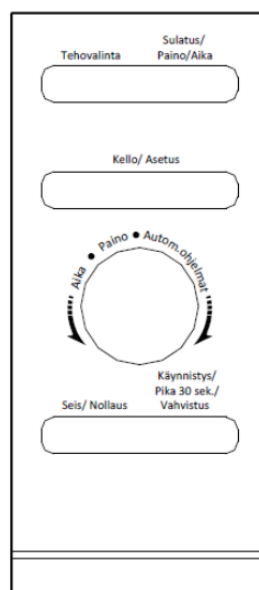 Tehovalinta
Sulatus/
Paino/Aika
Kello/ Asetus
Aika ● Paino ● Autom.ohjelmat
Seis/ Nollaus
Käynnistys/
Pika 30 sek./
Vahvistus